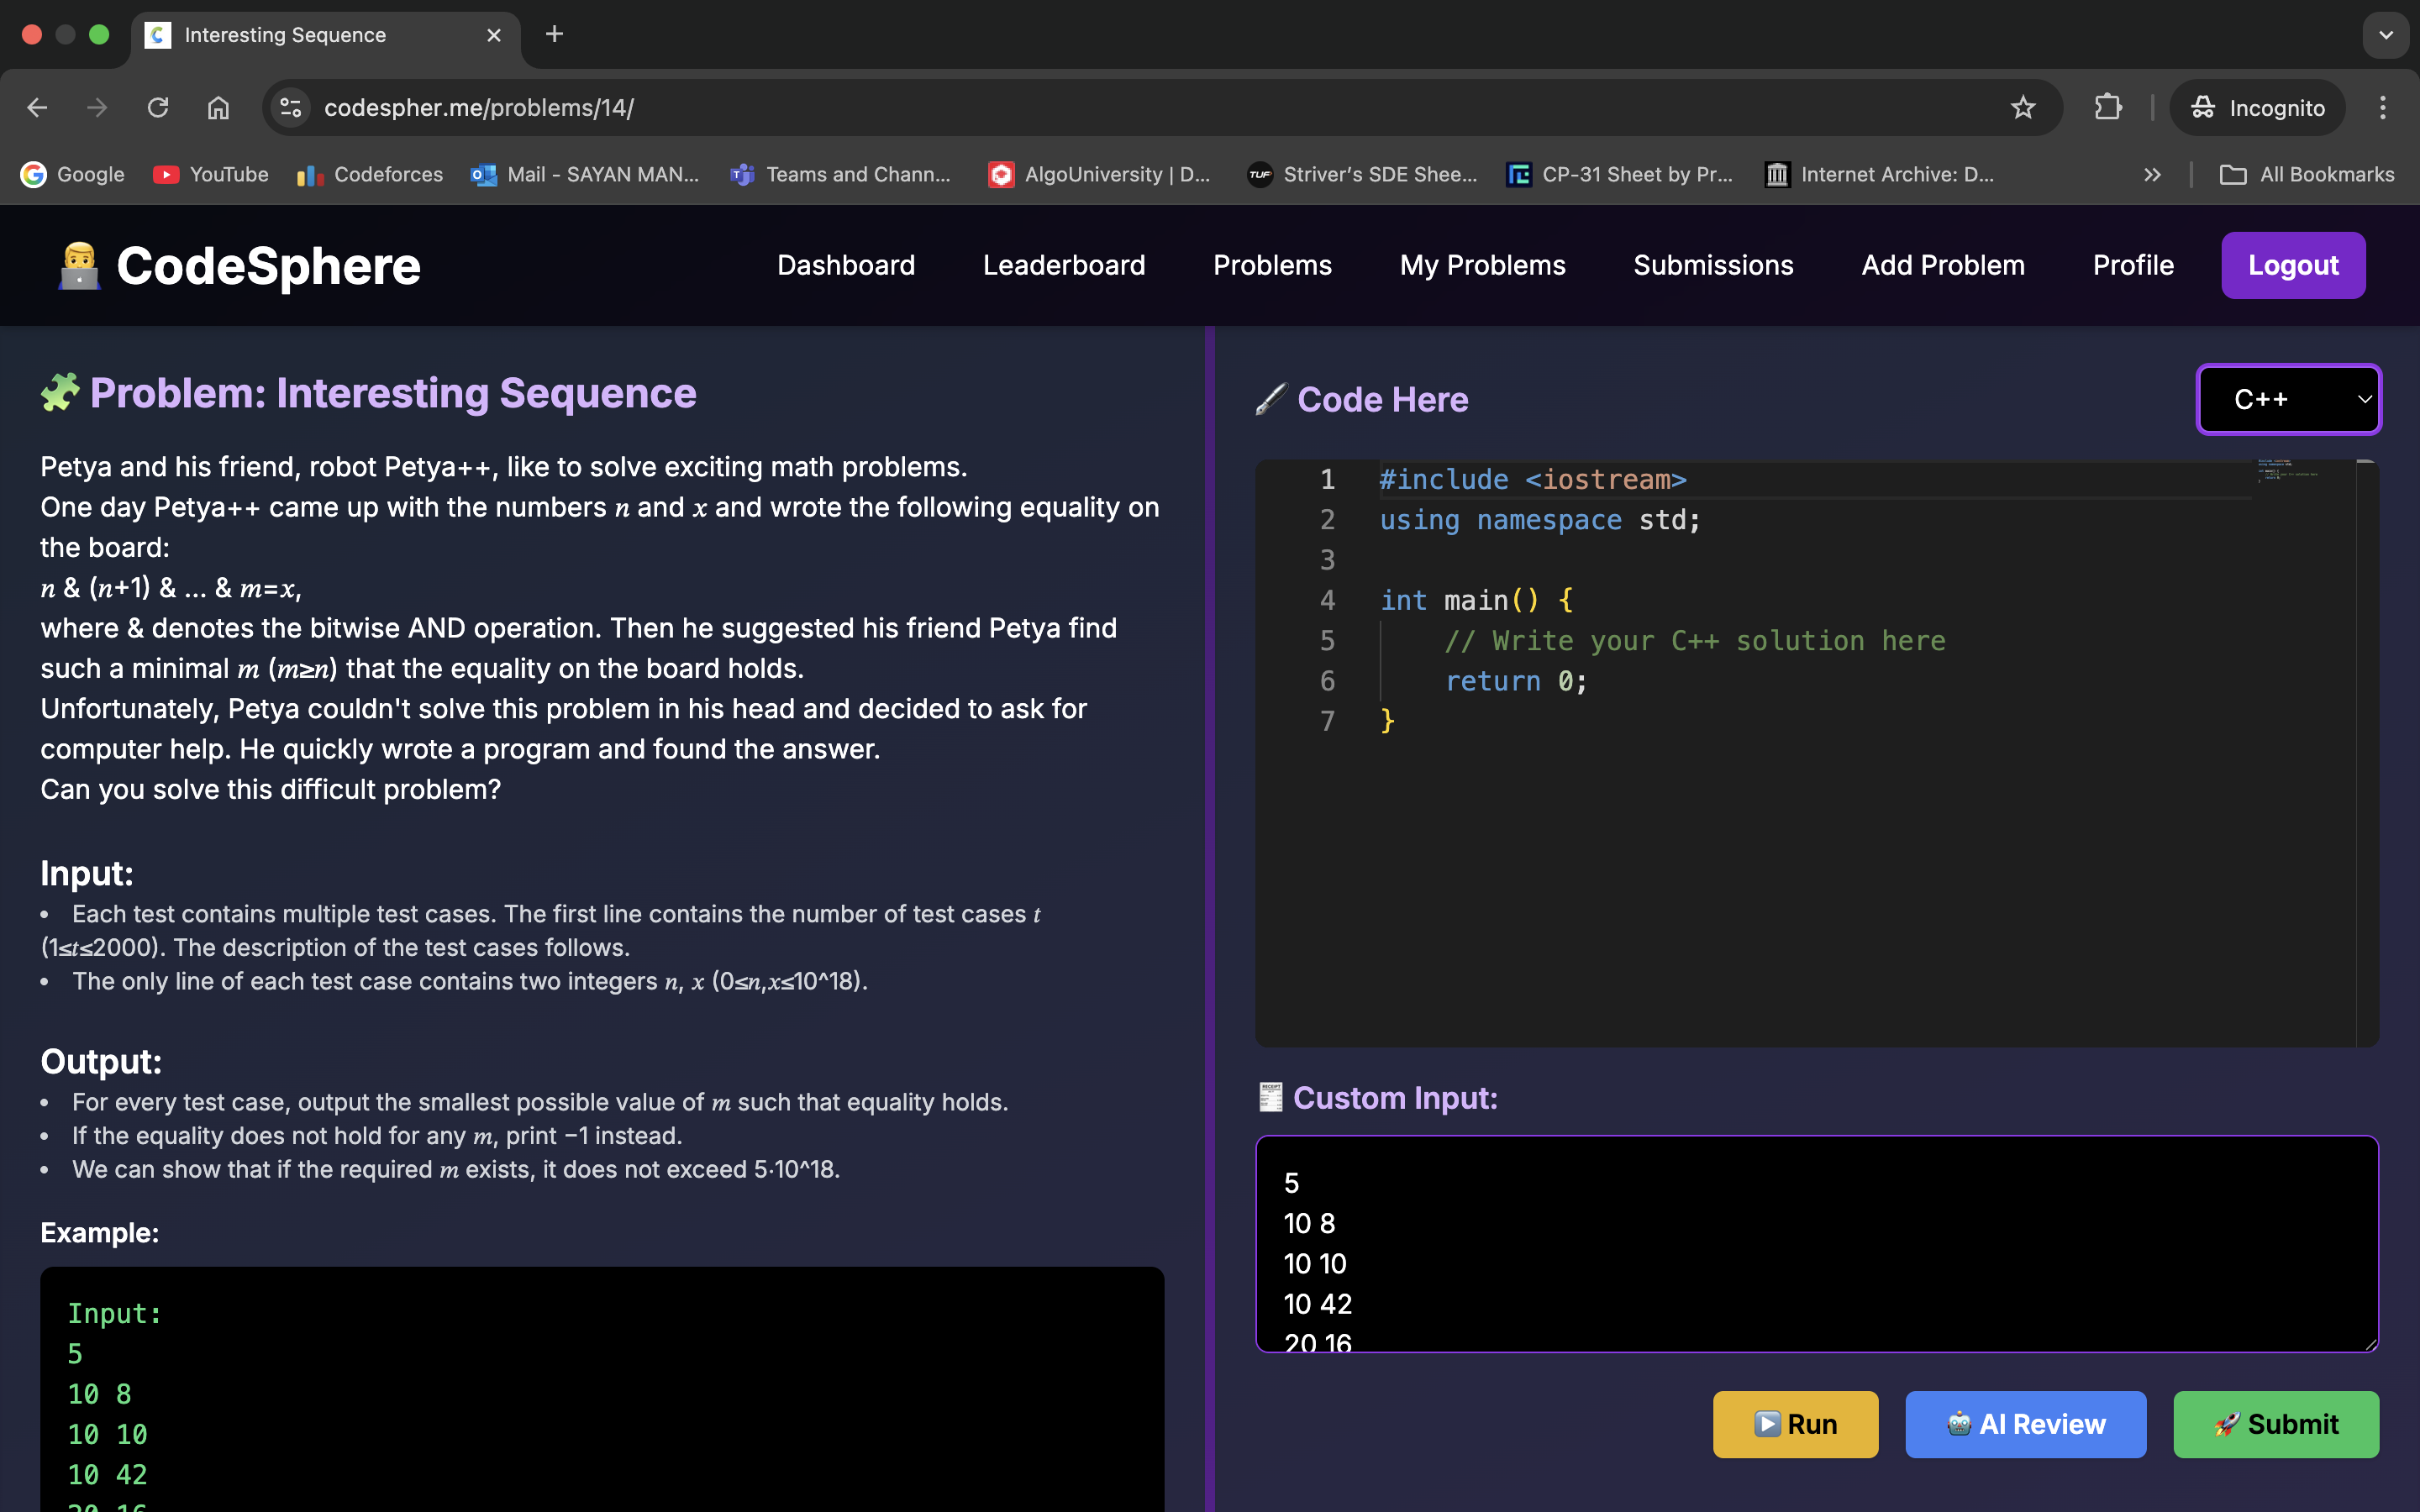 Interesting Sequence
codespher.me/problems/14/
Incognito
Google
YouTube
Codeforces
Mail - SAYAN MAN...
Teams and Chann...
AlgoUniversity | D...
Striver's SDE Shee...
CP-31 Sheet by Pr...
Internet Archive: D...
All Bookmarks
CodeSphere
Dashboard
Leaderboard
Problems
My Problems
Submissions
Add Problem
Profile
Logout
Problem: Interesting Sequence
Petya and his friend, robot Petya++, like to solve exciting math problems.
One day Petya++ came up with the numbers n and x and wrote the following equality on
the board:
n & (n+1) & ... & m=x,
where & denotes the bitwise AND operation. Then he suggested his friend Petya find
such a minimal m (m≥n) that the equality on the board holds.
Unfortunately, Petya couldn't solve this problem in his head and decided to ask for
computer help. He quickly wrote a program and found the answer.
Can you solve this difficult problem?
Input:
• Each test contains multiple test cases. The first line contains the number of test cases t
(1≤t≤2000). The description of the test cases follows.
• The only line of each test case contains two integers n, x (0≤n,x≤10^18).
Output:
• For every test case, output the smallest possible value of m such that equality holds.
• If the equality does not hold for any m, print −1 instead.
• We can show that if the required m exists, it does not exceed 5⋅10^18.
Example:
Input:
5
10 8
10 10
10 42
20 16
Code Here
C++
1 #include <iostream>
2 using namespace std;
3
4 int main() {
5     // Write your C++ solution here
6     return 0;
7 }
Custom Input:
5
10 8
10 10
10 42
20 16
Run
AI Review
Submit